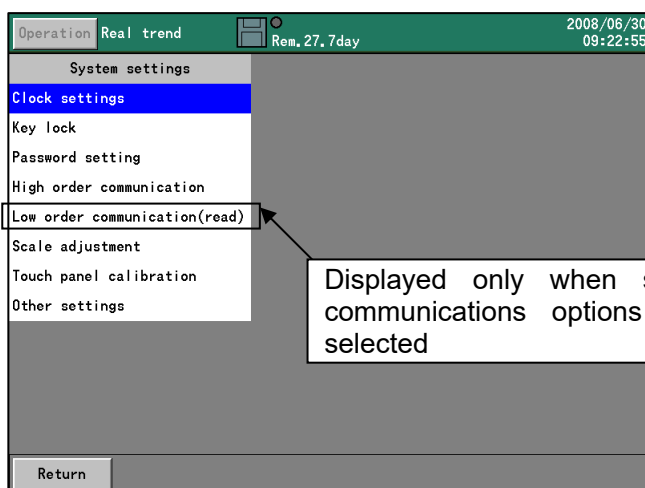 Operation Real trend Rem.27.7day 2008/06/30
09:22:55
System settings
Clock settings
Key lock
Password setting
High order communication
Low order communication(read)
Scale adjustment
Touch panel calibration
Other settings
Displayed only when
communications options
selected
Return